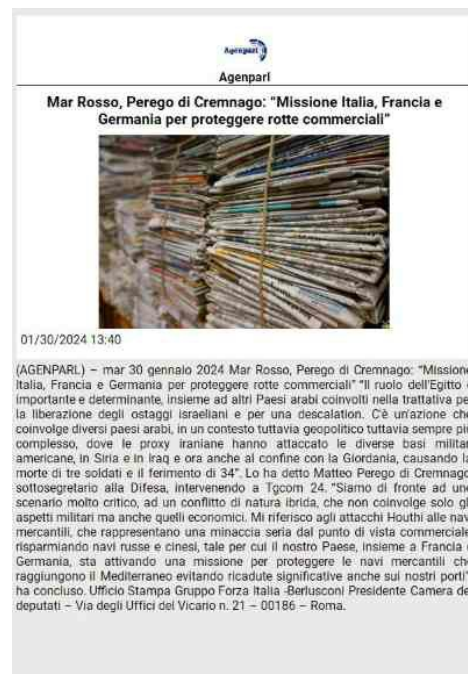 Agenparl
Agenparl
Mar Rosso, Perego di Cremnago: “Missione Italia, Francia e
Germania per proteggere rotte commerciali”
01/30/2024 13:40
(AGENPARL) – mar 30 gennaio 2024 Mar Rosso, Perego di Cremnago: “Missione
Italia, Francia e Germania per proteggere rotte commerciali” “Il ruolo dell'Egitto
importante e determinante, insieme ad altri Paesi arabi coinvolti nella trattativa pe
la liberazione degli ostaggi israeliani e per una descalation. C'è un'azione che
coinvolge diversi paesi arabi, in un contesto tuttavia geopolitico tuttavia sempre pi
complesso, dove le proxy iraniane hanno attaccato le diverse basi militar
americane, in Siria e in Iraq e ora anche al confine con la Giordania, causando la
morte di tre soldati e il ferimento di 34”. Lo ha detto Matteo Perego di Cremnago
sottosegretario alla Difesa, intervenendo a Tgcom 24. “Siamo di fronte ad uno
scenario molto critico, ad un conflitto di natura ibrida, che non coinvolge solo gl
aspetti militari ma anche quelli economici. Mi riferisco agli attacchi Houthi alle nav
mercantili, che rappresentano una minaccia seria dal punto di vista commerciale
risparmiando navi russe e cinesi, tale per cui il nostro Paese, insieme a Francia
Germania, sta attivando una missione per proteggere le navi mercantili che
raggiungono il Mediterraneo evitando ricadute significative anche sui nostri porti”
ha concluso. Ufficio Stampa Gruppo Forza Italia -Berlusconi Presidente Camera de
deputati – Via degli Uffici del Vicario n. 21 – 00186 – Roma.